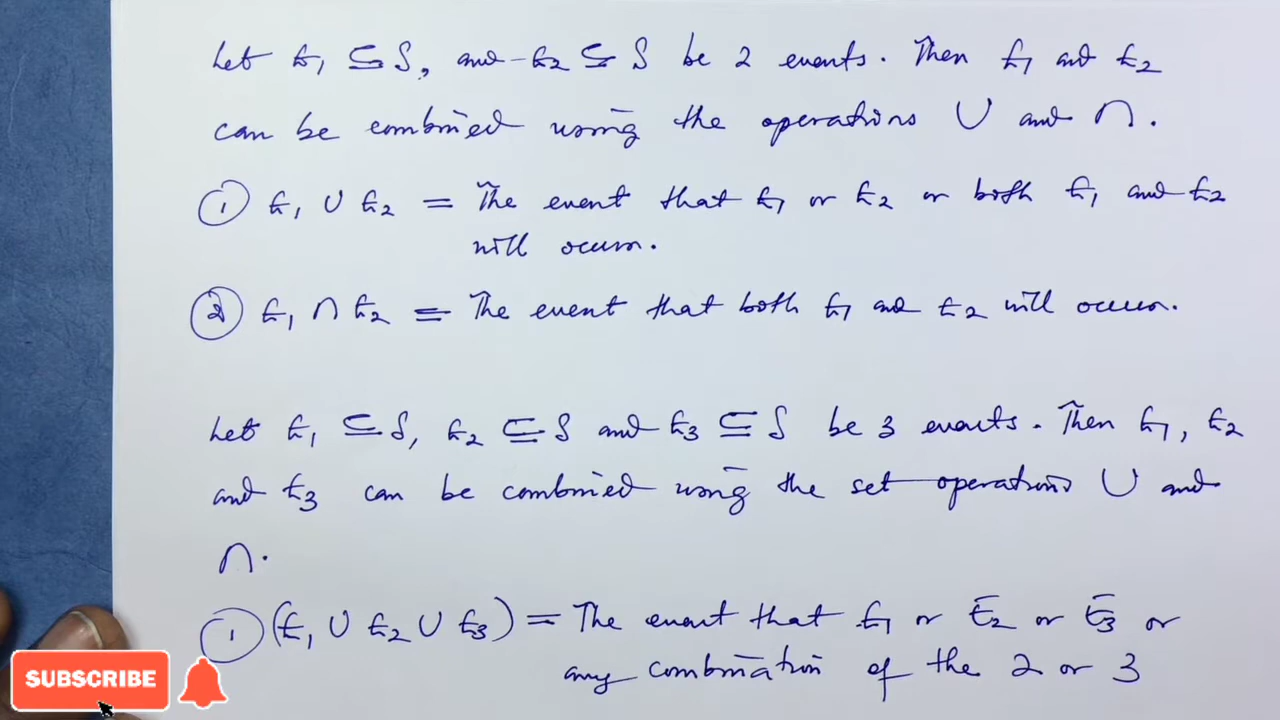 Let E₁ ⊆ S, and E₂ ⊆ S be 2 events. Then E₁ and E₂
can be combined using the operations ∪ and ∩.
① E₁ ∪ E₂ = The event that E₁ or E₂ or both E₁ and E₂
will occur.
② E₁ ∩ E₂ = The event that both E₁ and E₂ will occur.
Let E₁ ⊆ S, E₂ ⊆ S and E₃ ⊆ S be 3 events. Then E₁, E₂
and E₃ can be combined using the set operations ∪ and
∩.
① (E₁ ∪ E₂ ∪ E₃) = The event that E₁ or E₂ or E₃ or
any combination of the 2 or 3
SUBSCRIBE